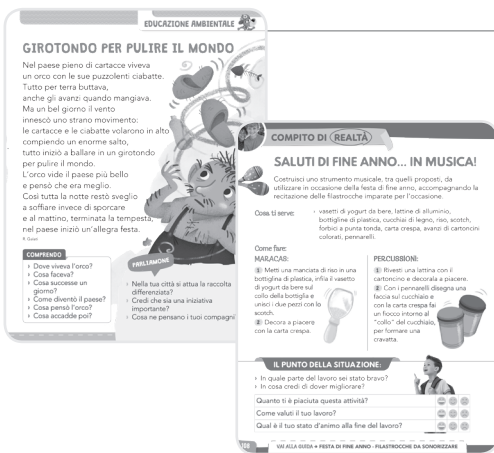 EDUCAZIONE AMBIENTALE
GIROTONDO PER PULIRE IL MONDO
Nel paese pieno di cartacce viveva
un orco con le sue puzzolenti ciabatte.
Tutto per terra buttava,
anche gli avanzi quando mangiava.
Ma un bel giorno il vento
innescò uno strano movimento:
le cartacce e le ciabatte volarono in alto
compiendo un enorme salto,
tutto iniziò a ballare in un girotondo
per pulire il mondo.
L'orco vide il paese più bello
e pensò che era meglio.
Così tutta la notte restò sveglio
a soffiare invece di sporcare
e al mattino, terminata la tempesta,
nel paese iniziò un'allegra festa.
COMPRENDO
› Dove viveva l'orco?
› Cosa faceva?
› Cosa successe un
giorno?
› Come diventò il paese?
› Cosa pensò l'orco?
› Cosa accadde poi?
PARLIAMONE
› Nella tua città si attua la raccolta
differenziata?
› Credi che sia una iniziativa
importante?
› Cosa ne pensano i tuoi compagni
COMPITO DI REALTÀ
SALUTI DI FINE ANNO... IN MUSICA!
Costruisci uno strumento musicale, tra quelli proposti, da
utilizzare in occasione della festa di fine anno, accompagnando la
recitazione delle filastrocche imparate per l'occasione.
Cosa ti serve:
› vasetti di yogurt da bere, lattine di alluminio,
bottigline di plastica, cucchiai di legno, riso, scotch,
forbici a punta tonda, carta crespa, avanzi di cartoncini
colorati, pennarelli.
Come fare:
MARACAS:
1 Metti una manciata di riso in una
bottiglina di plastica, infila il vasetto
di yogurt da bere sul
collo della bottiglia e
unisci i due pezzi con lo
scotch.
2 Decora a piacere
con la carta crespa.
PERCUSSIONI:
1 Rivesti una lattina con il
cartoncino e decorala a piacere.
2 Con i pennarelli disegna una
faccia sul cucchiaio e
con la carta crespa fai
un fiocco intorno al
"collo" del cucchiaio,
per formare una
cravatta.
IL PUNTO DELLA SITUAZIONE:
› In quale parte del lavoro sei stato bravo?
› In cosa credi di dover migliorare?
Quanto ti è piaciuta questa attività?
Come valuti il tuo lavoro?
Qual è il tuo stato d'animo alla fine del lavoro?
VAI ALLA GUIDA • FESTA DI FINE ANNO - FILASTROCCHE DA SONORIZZARE